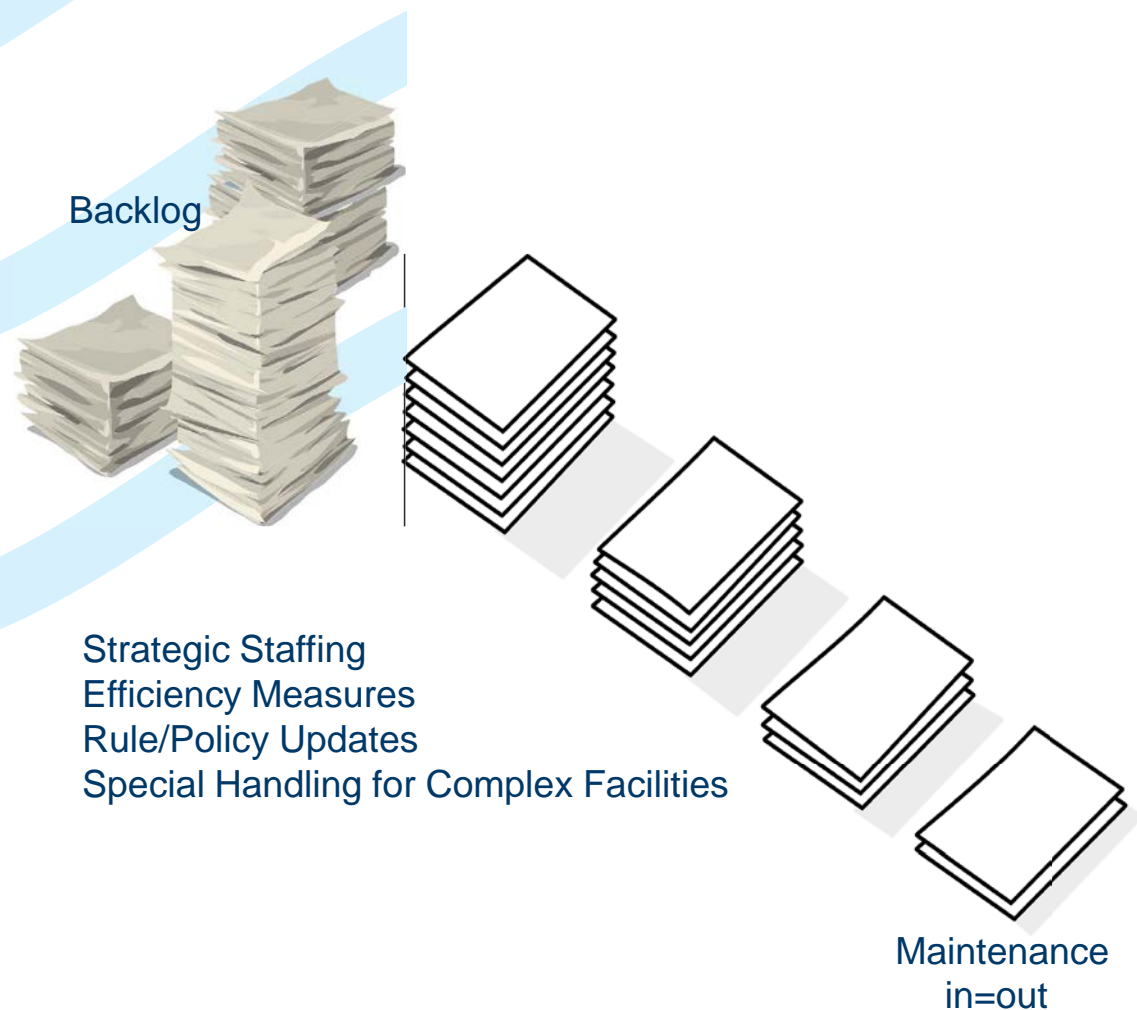 Backlog
Strategic Staffing
Efficiency Measures
Rule/Policy Updates
Special Handling for Complex Facilities
Maintenance
in=out